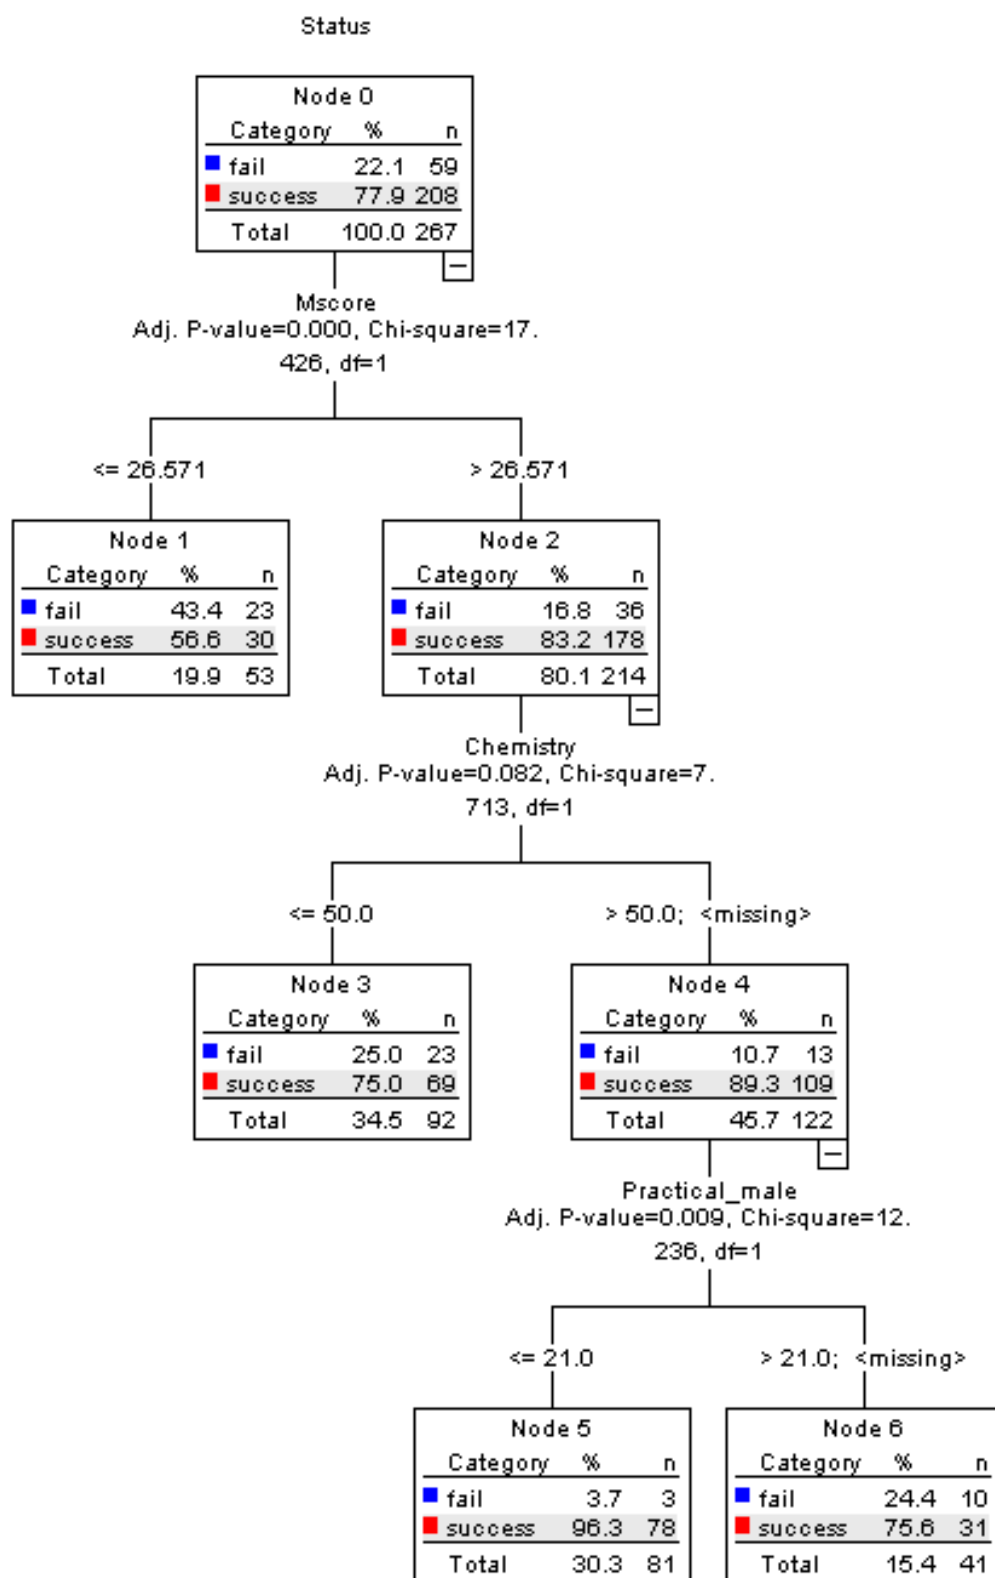 Status
Node 0
Category % n
fail 22.1 59
success 77.9 208
Total 100.0 267
Mscore
Adj. P-value=0.000, Chi-square=17.
426, df=1
<= 26.571
> 26.571
Node 1
Category % n
fail 43.4 23
success 56.6 30
Total 19.9 53
Node 2
Category % n
fail 16.8 36
success 83.2 178
Total 80.1 214
Chemistry
Adj. P-value=0.082, Chi-square=7.
713, df=1
<= 50.0
> 50.0; <missing>
Node 3
Category % n
fail 25.0 23
success 75.0 69
Total 34.5 92
Node 4
Category % n
fail 10.7 13
success 89.3 109
Total 45.7 122
Practical_male
Adj. P-value=0.009, Chi-square=12.
236, df=1
<= 21.0
> 21.0; <missing>
Node 5
Category % n
fail 3.7 3
success 96.3 78
Total 30.3 81
Node 6
Category % n
fail 24.4 10
success 75.6 31
Total 15.4 41